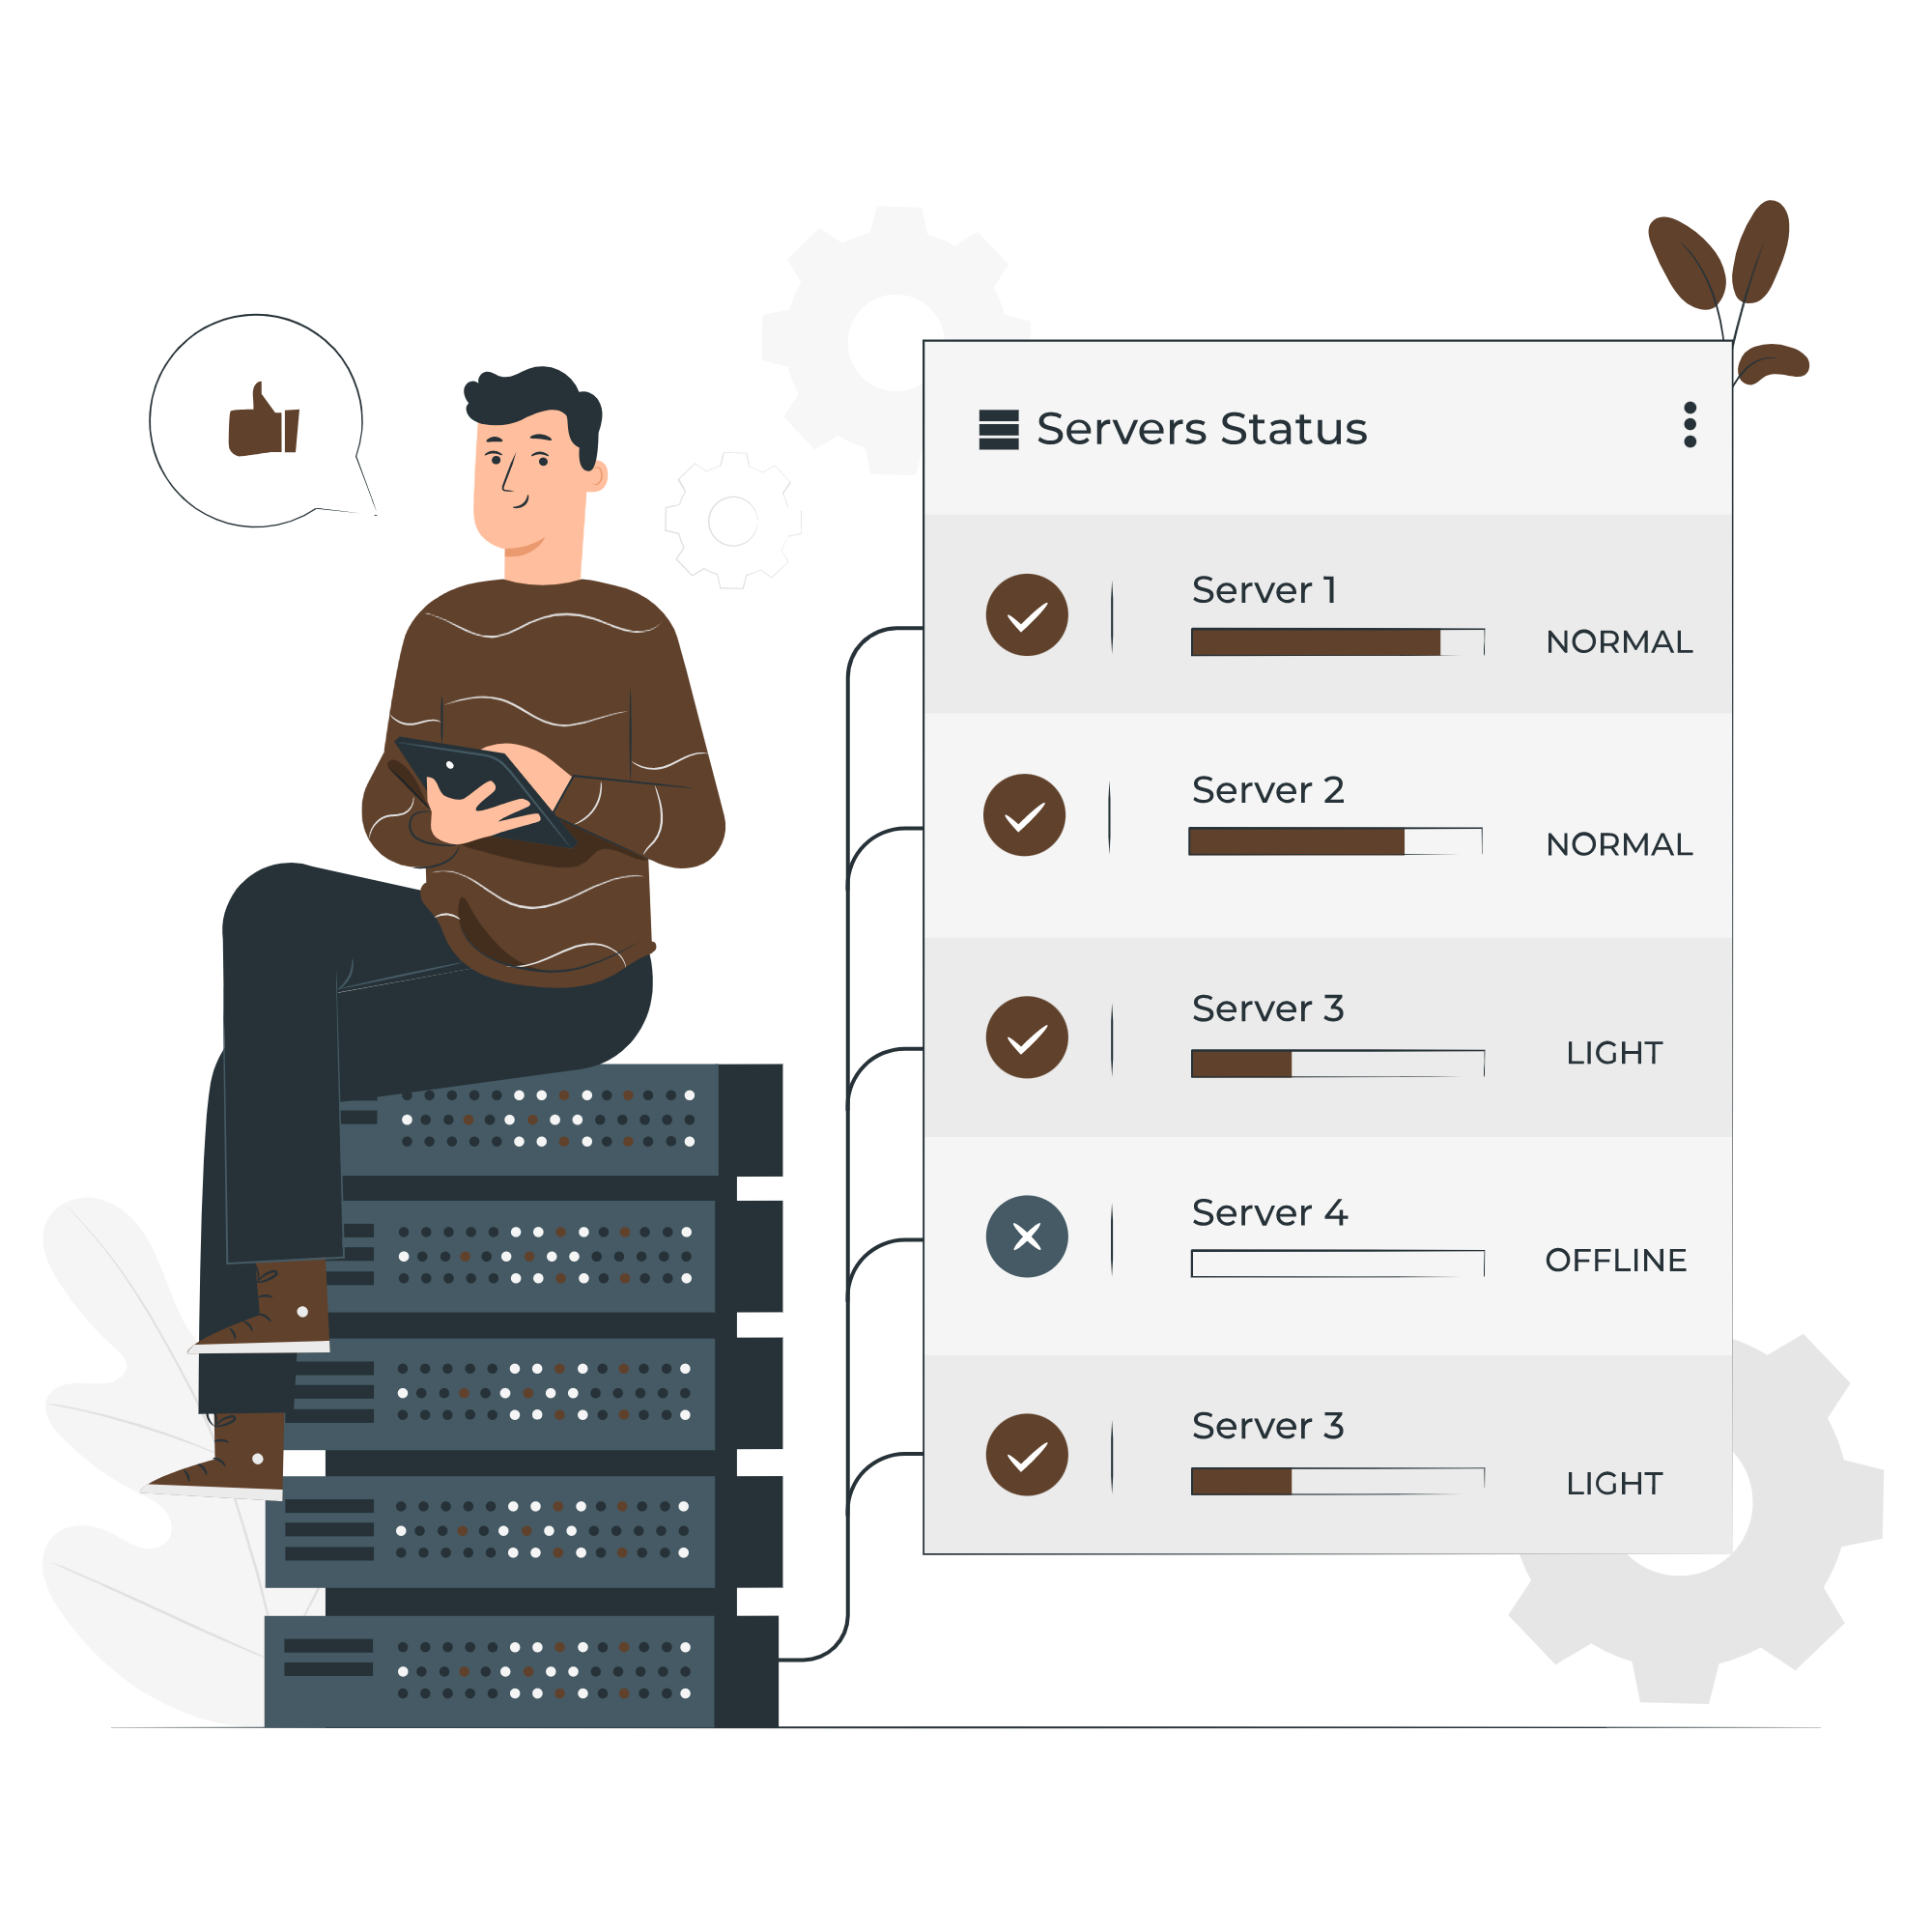 Servers Status
Server 1
NORMAL
Server 2
NORMAL
Server 3
LIGHT
Server 4
OFFLINE
Server 3
LIGHT